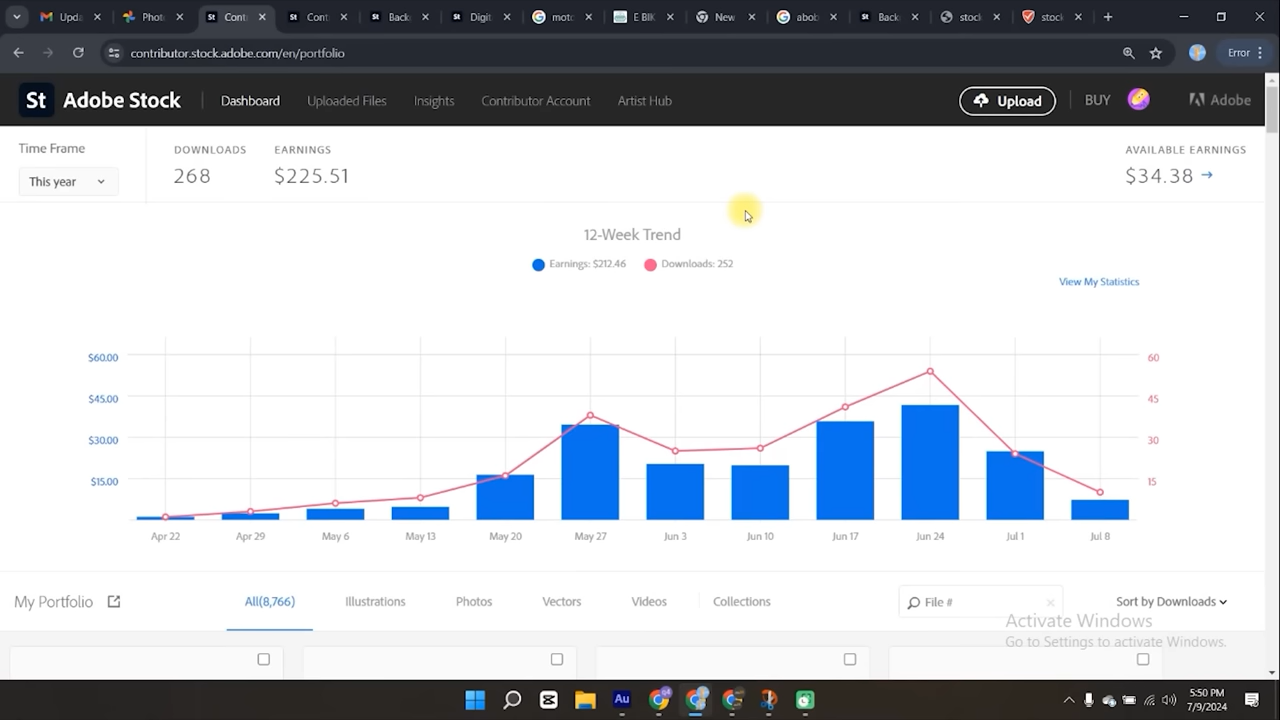 Upda
Photo
Contr
Cont
Back
Digit
moto
E BIK
New
abob
Back
stock
stock
contributor.stock.adobe.com/en/portfolio
Error
St Adobe Stock
Dashboard
Uploaded Files
Insights
Contributor Account
Artist Hub
Upload
BUY
Adobe
Time Frame
This year
DOWNLOADS
268
EARNINGS
$225.51
AVAILABLE EARNINGS
$34.38
12-Week Trend
Earnings: $212.46 Downloads: 252
View My Statistics
$60.00 60
$45.00 45
$30.00 30
$15.00 15
Apr 22 Apr 29 May 6 May 13 May 20 May 27 Jun 3 Jun 10 Jun 17 Jun 24 Jul 1 Jul 8
My Portfolio
All(8,766)
Illustrations
Photos
Vectors
Videos
Collections
File #
Sort by Downloads
Activate Windows
Go to Settings to activate Windows.
Au
5:50 PM
7/9/2024